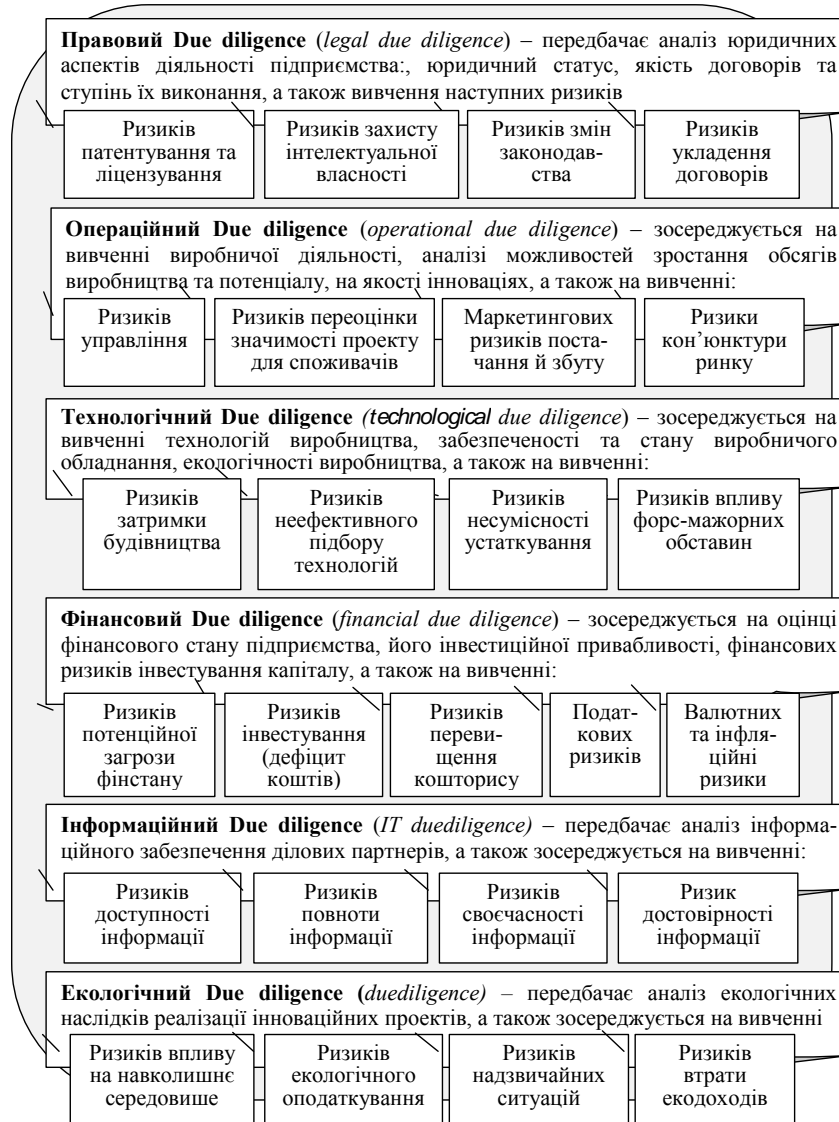 Правовий Due diligence (legal due diligence) – передбачає аналіз юридичних
аспектів діяльності підприємства:, юридичний статус, якість договорів та
ступінь їх виконання, а також вивчення наступних ризиків
Ризиків
патентування та
ліцензування
Ризиків захисту
інтелектуальної
власності
Ризиків змін
законодав-
ства
Ризиків
укладення
договорів
Операційний Due diligence (operational due diligence) – зосереджується на
вивченні виробничої діяльності, аналізі можливостей зростання обсягів
виробництва та потенціалу, на якості інноваціях, а також на вивченні:
Ризиків
управління
Ризиків переоцінки
значимості проекту
для споживачів
Маркетингових
ризиків поста-
чання й збуту
Ризики
кон’юнктури
ринку
Технологічний Due diligence (technological due diligence) – зосереджується на
вивченні технологій виробництва, забезпеченості та стану виробничого
обладнання, екологічності виробництва, а також на вивченні:
Ризиків
затримки
будівництва
Ризиків
неефективного
підбору
технологій
Ризиків
несумісності
устаткування
Ризиків впливу
форс-мажорних
обставин
Фінансовий Due diligence (financial due diligence) – зосереджується на оцінці
фінансового стану підприємства, його інвестиційної привабливості, фінансових
ризиків інвестування капіталу, а також на вивченні:
Ризиків
потенційної
загрози
фінстану
Ризиків
інвестування
(дефіцит
коштів)
Ризиків
переви-
щення
кошторису
Подат-
кових
ризиків
Валютних
та інфля-
ційні
ризики
Інформаційний Due diligence (IT duediligence) – передбачає аналіз інформа-
ційного забезпечення ділових партнерів, а також зосереджується на вивченні:
Ризиків
доступності
інформації
Ризиків
повноти
інформації
Ризиків
своєчасності
інформації
Ризик
достовірності
інформації
Екологічний Due diligence (duediligence) – передбачає аналіз екологічних
наслідків реалізації інноваційних проектів, а також зосереджується на вивченні
Ризиків впливу
на навколишнє
середовише
Ризиків
екологічного
оподаткування
Ризиків
надзвичайних
ситуацій
Ризиків
втрати
екодоходів